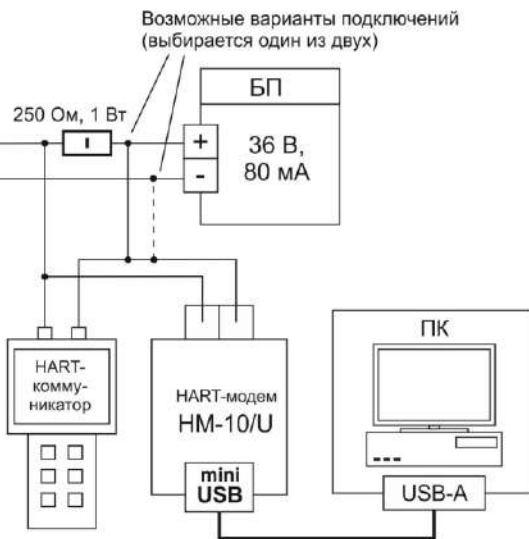 Возможные варианты подключений
(выбирается один из двух)
БП
250 Ом, 1 Вт
+
36 В,
80 мА
-
ПК
HART-
комму-
никатор
HART-модем
HM-10/U
mini
USB
USB-A